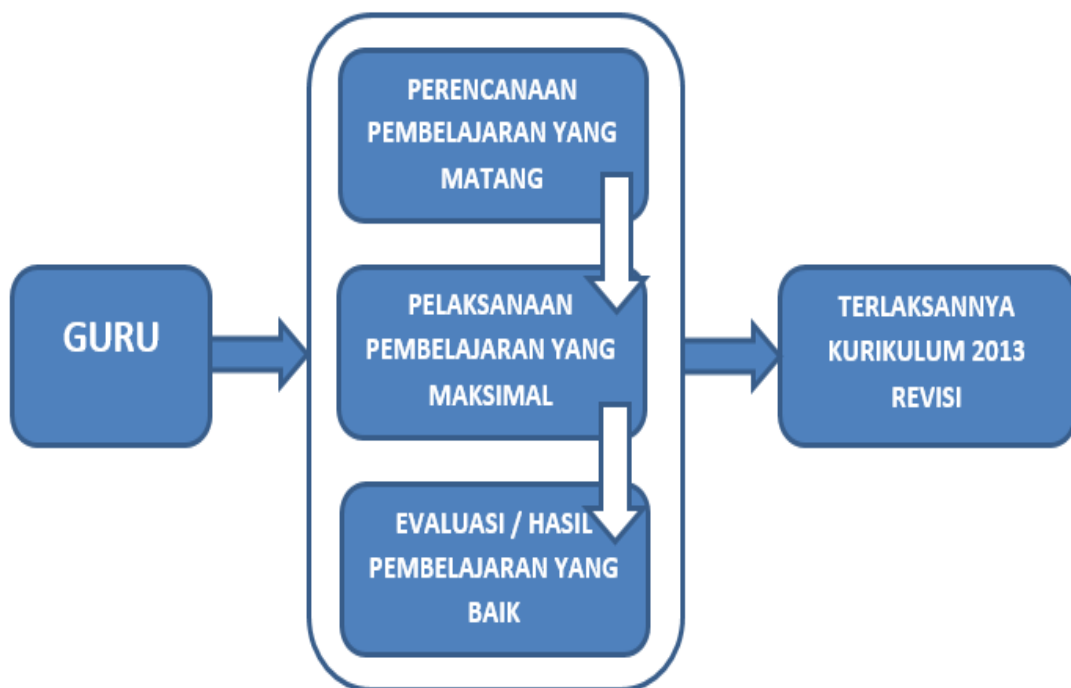 GURU
PERENCANAAN
PEMBELAJARAN YANG
MATANG
PELAKSANAAN
PEMBELAJARAN YANG
MAKSIMAL
EVALUASI / HASIL
PEMBELAJARAN YANG
BAIK
TERLAKSANNYA
KURIKULUM 2013
REVISI